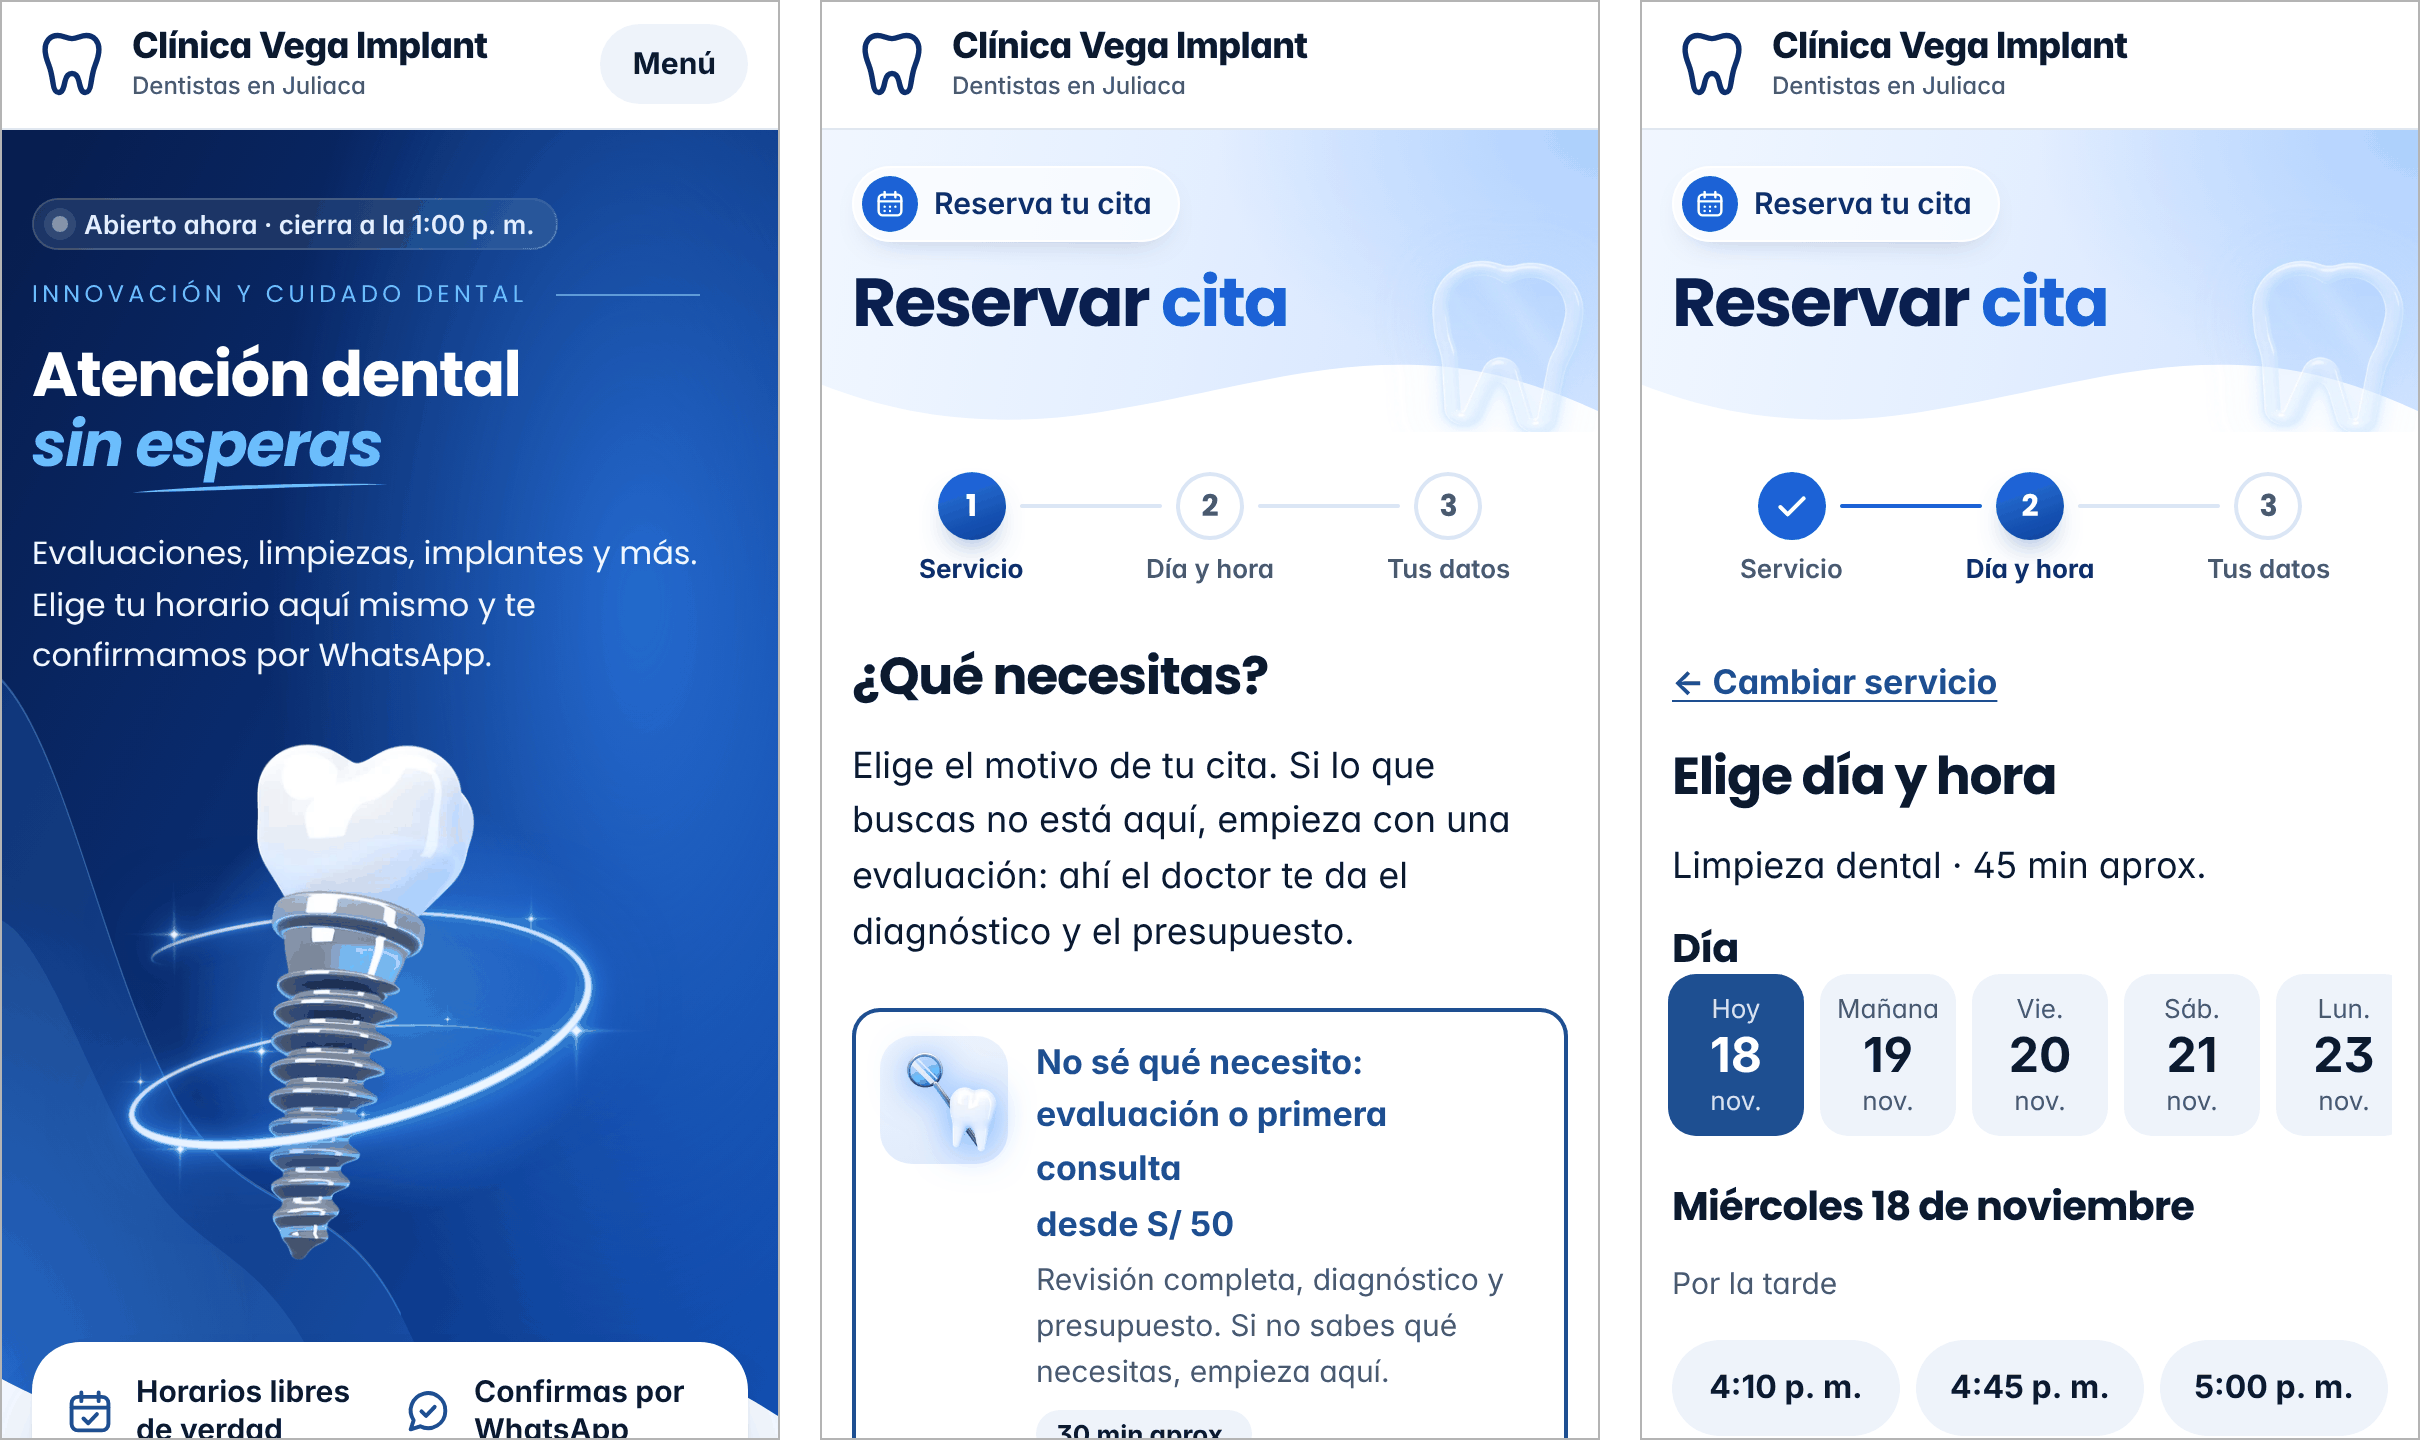 Clínica Vega Implant
Dentistas en Juliaca
Menú
Abierto ahora · cierra a la 1:00 p. m.
INNOVACIÓN Y CUIDADO DENTAL
Atención dental
sin esperas
Evaluaciones, limpiezas, implantes y más.
Elige tu horario aquí mismo y te
confirmamos por WhatsApp.
Horarios libres
de verdad
Confirmas por
WhatsApp
Clínica Vega Implant
Dentistas en Juliaca
Reserva tu cita
Reservar cita
1
2
3
Servicio
Día y hora
Tus datos
¿Qué necesitas?
Elige el motivo de tu cita. Si lo que
buscas no está aquí, empieza con una
evaluación: ahí el doctor te da el
diagnóstico y el presupuesto.
No sé qué necesito:
evaluación o primera
consulta
desde S/ 50
Revisión completa, diagnóstico y
presupuesto. Si no sabes qué
necesitas, empieza aquí.
30 min aprox.
Clínica Vega Implant
Dentistas en Juliaca
Reserva tu cita
Reservar cita
2
3
Servicio
Día y hora
Tus datos
← Cambiar servicio
Elige día y hora
Limpieza dental · 45 min aprox.
Día
Hoy
18
nov.
Mañana
19
nov.
Vie.
20
nov.
Sáb.
21
nov.
Lun.
23
nov.
Miércoles 18 de noviembre
Por la tarde
4:10 p. m.
4:45 p. m.
5:00 p. m.